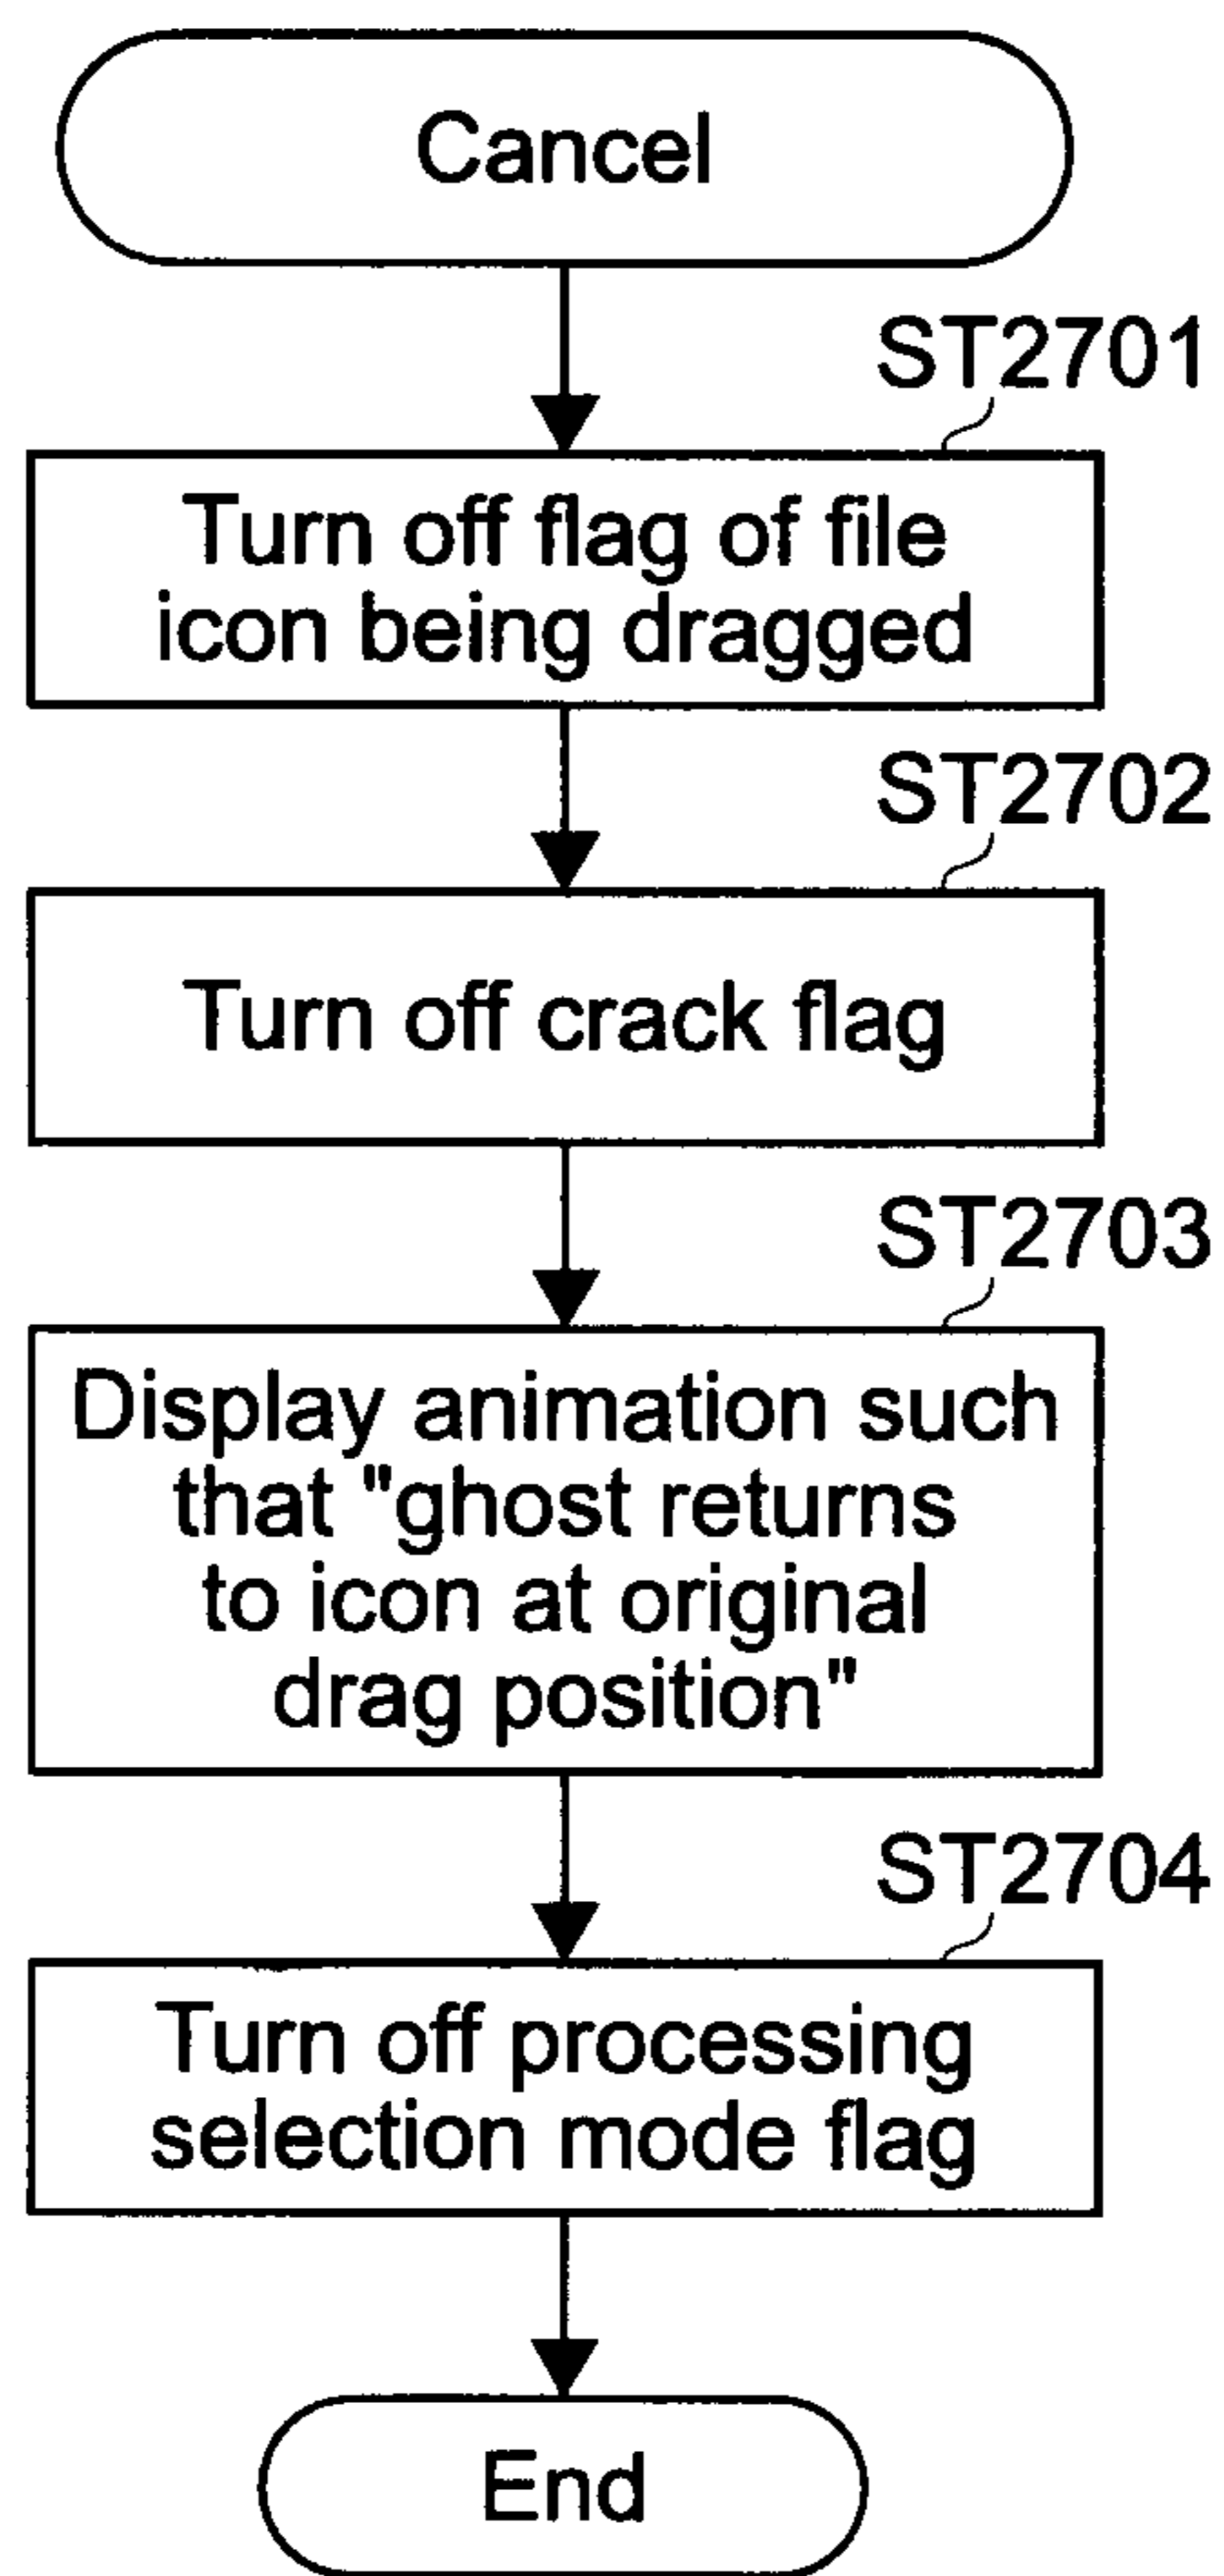 Cancel
ST2701
Turn off flag of file
icon being dragged
ST2702
Turn off crack flag
ST2703
Display animation such
that "ghost returns
to icon at original
drag position"
ST2704
Turn off processing
selection mode flag
End